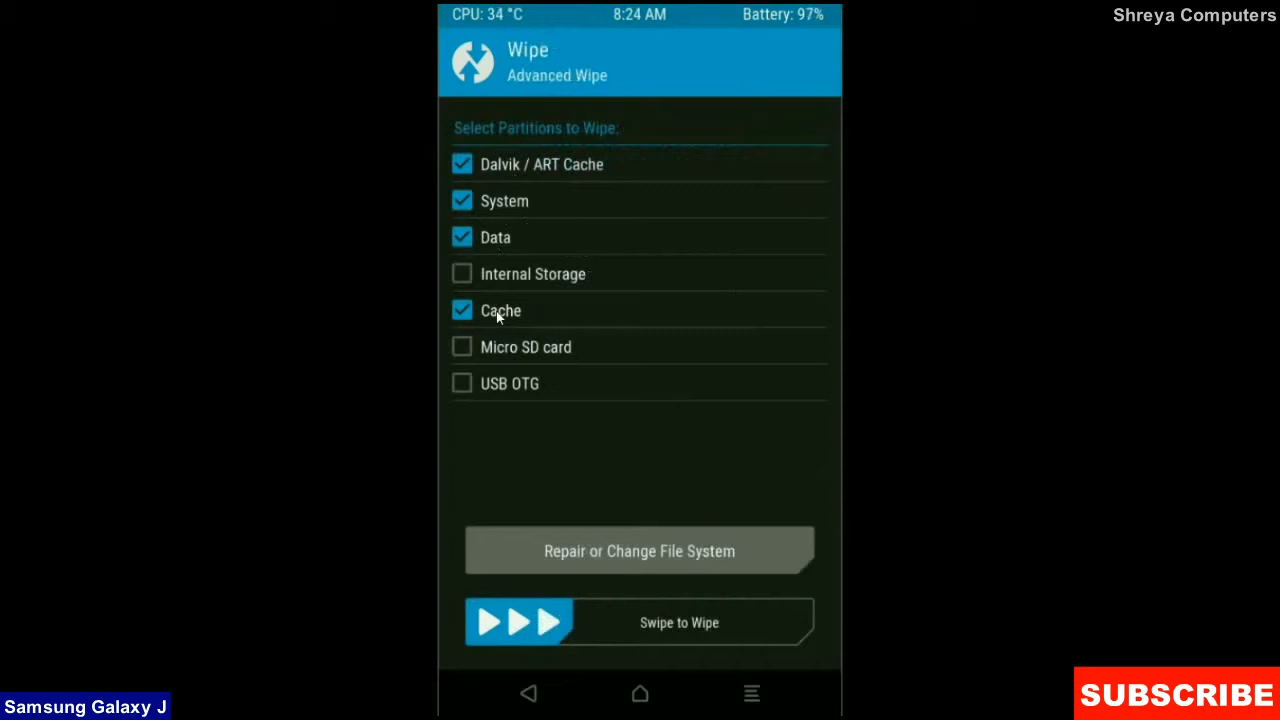 CPU: 34 °C 8:24 AM Battery: 97%
Shreya Computers
Wipe
Advanced Wipe
Select Partitions to Wipe:
Dalvik / ART Cache
System
Data
Internal Storage
Cache
Micro SD card
USB OTG
Repair or Change File System
Swipe to Wipe
Samsung Galaxy J
SUBSCRIBE